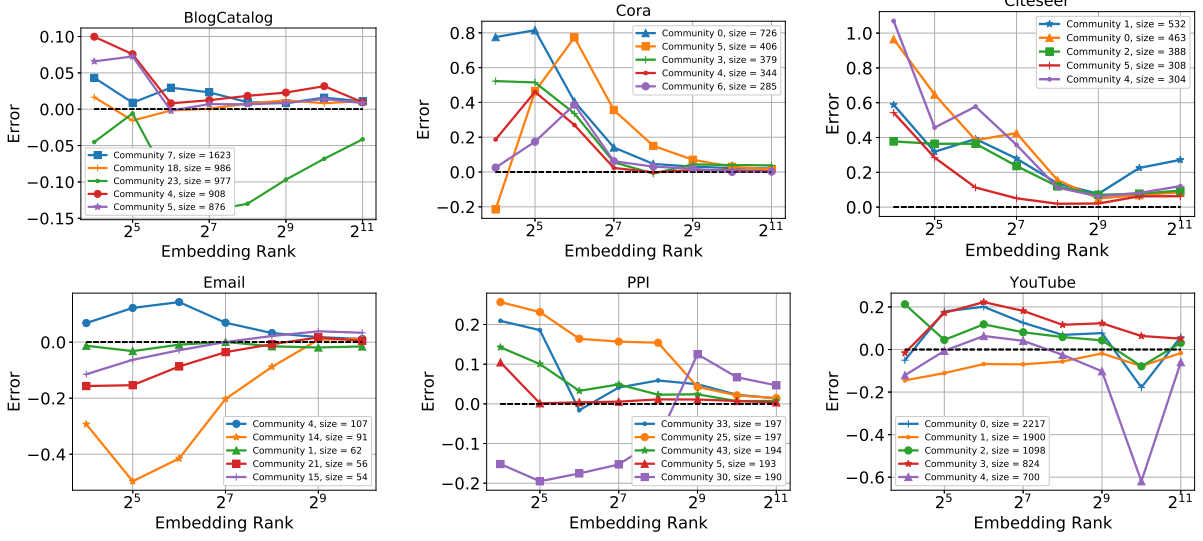 BlogCatalog
Error
0.10
0.05
0.00
−0.05
−0.10
−0.15
Community 7, size = 1623
Community 18, size = 986
Community 23, size = 977
Community 4, size = 908
Community 5, size = 876
2^5 2^7 2^9 2^11
Embedding Rank
Cora
Error
0.8
0.6
0.4
0.2
0.0
−0.2
Community 0, size = 726
Community 5, size = 406
Community 3, size = 379
Community 4, size = 344
Community 6, size = 285
2^5 2^7 2^9 2^11
Embedding Rank
Citeseer
Error
1.0
0.8
0.6
0.4
0.2
0.0
Community 1, size = 532
Community 0, size = 463
Community 2, size = 388
Community 5, size = 308
Community 4, size = 304
2^5 2^7 2^9 2^11
Embedding Rank
Email
Error
0.0
−0.2
−0.4
Community 4, size = 107
Community 14, size = 91
Community 1, size = 62
Community 21, size = 56
Community 15, size = 54
2^5 2^7 2^9
Embedding Rank
PPI
Error
0.2
0.1
0.0
−0.1
−0.2
Community 33, size = 197
Community 25, size = 197
Community 43, size = 194
Community 5, size = 193
Community 30, size = 190
2^5 2^7 2^9 2^11
Embedding Rank
YouTube
Error
0.2
0.0
−0.2
−0.4
−0.6
Community 0, size = 2217
Community 1, size = 1900
Community 2, size = 1098
Community 3, size = 824
Community 4, size = 700
2^5 2^7 2^9 2^11
Embedding Rank